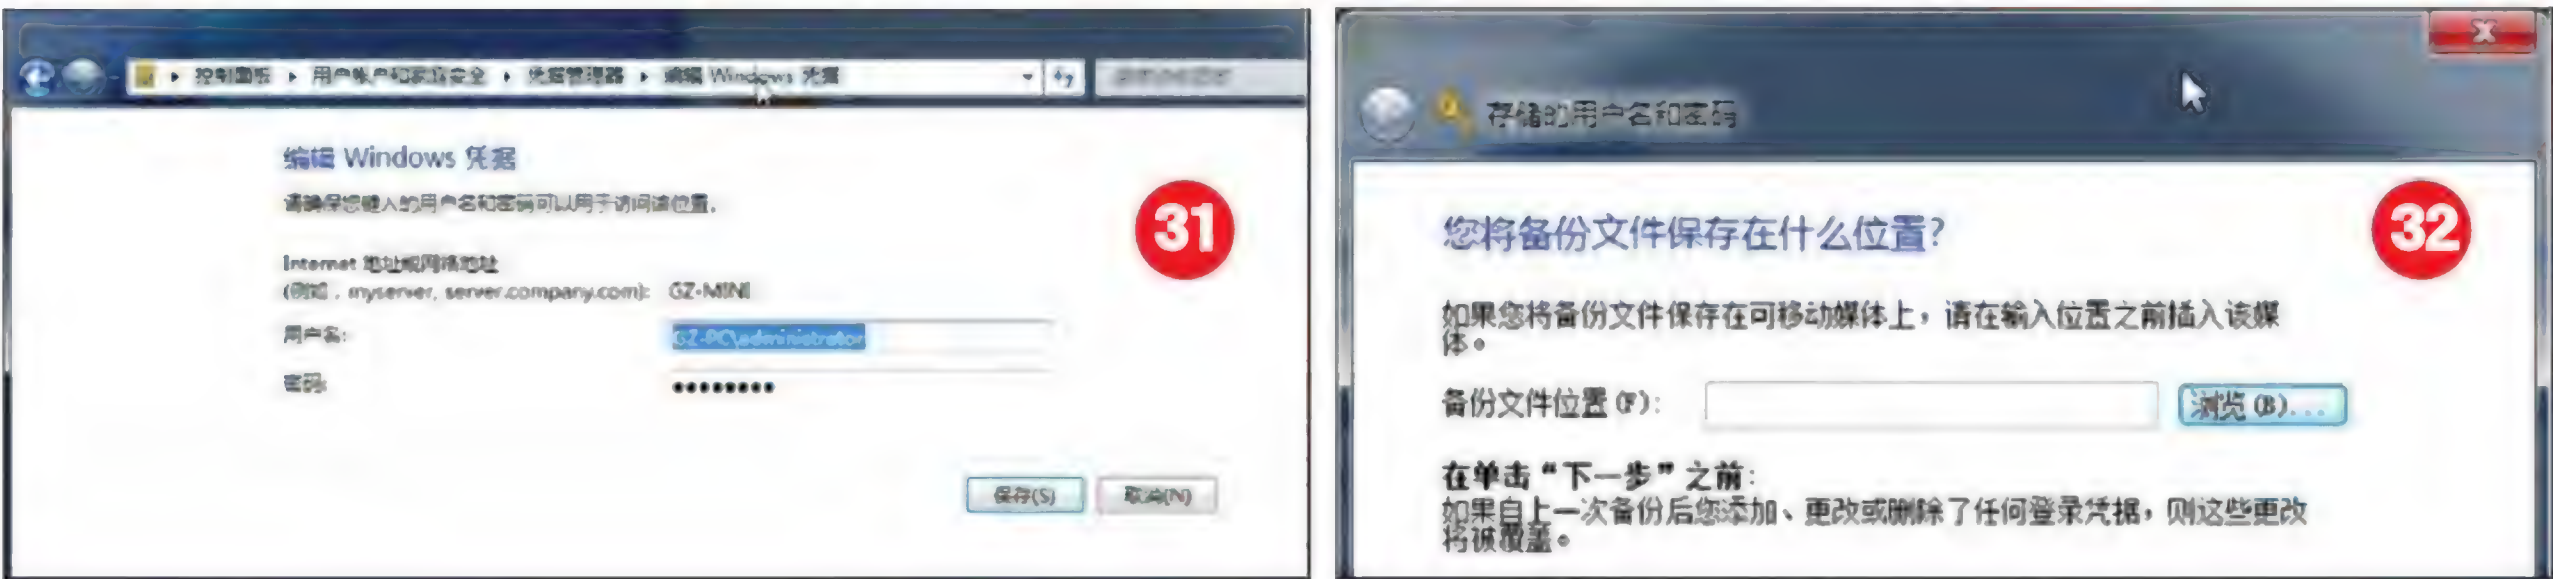 控制面板 ▸ 用户帐户和家庭安全 ▸ 凭据管理器 ▸ 编辑 Windows 凭据
编辑 Windows 凭据
请确保您键入的用户名和密码可以用于访问该位置。
31
Internet 地址或网络地址
(例如，myserver, server.company.com): GZ-MINI
用户名: GZ-PC\administrator
密码: ●●●●●●●●
保存(S) 取消(N)
存储的用户名和密码
32
您将备份文件保存在什么位置?
如果您将备份文件保存在可移动媒体上，请在输入位置之前插入该媒
体。
备份文件位置(F): 浏览(B)...
在单击“下一步”之前:
如果自上一次备份后您添加、更改或删除了任何登录凭据，则这些更改
将被覆盖。